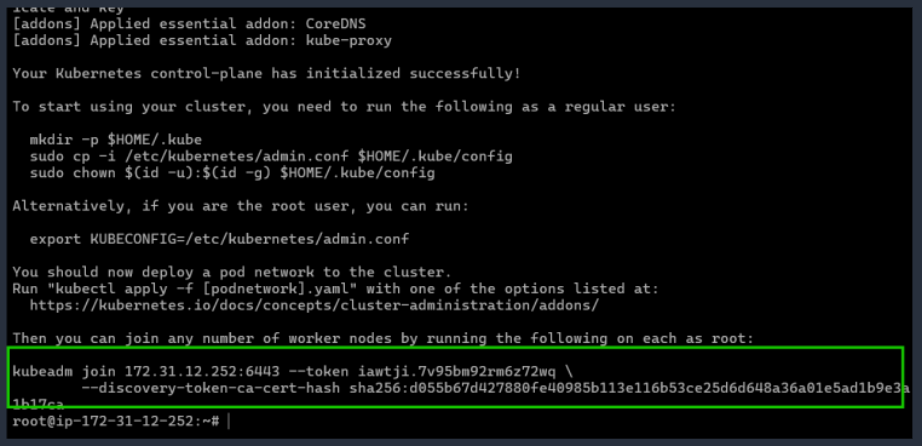 icate and key
[addons] Applied essential addon: CoreDNS
[addons] Applied essential addon: kube-proxy
Your Kubernetes control-plane has initialized successfully!
To start using your cluster, you need to run the following as a regular user:
mkdir -p $HOME/.kube
sudo cp -i /etc/kubernetes/admin.conf $HOME/.kube/config
sudo chown $(id -u):$(id -g) $HOME/.kube/config
Alternatively, if you are the root user, you can run:
export KUBECONFIG=/etc/kubernetes/admin.conf
You should now deploy a pod network to the cluster.
Run "kubectl apply -f [podnetwork].yaml" with one of the options listed at:
https://kubernetes.io/docs/concepts/cluster-administration/addons/
Then you can join any number of worker nodes by running the following on each as root:
kubeadm join 172.31.12.252:6443 --token iawtji.7v95bm92rm6z72wq \
--discovery-token-ca-cert-hash sha256:d055b67d427880fe40985b113e116b53ce25d6d648a36a01e5ad1b9e3a
1b17ca
root@ip-172-31-12-252:~#